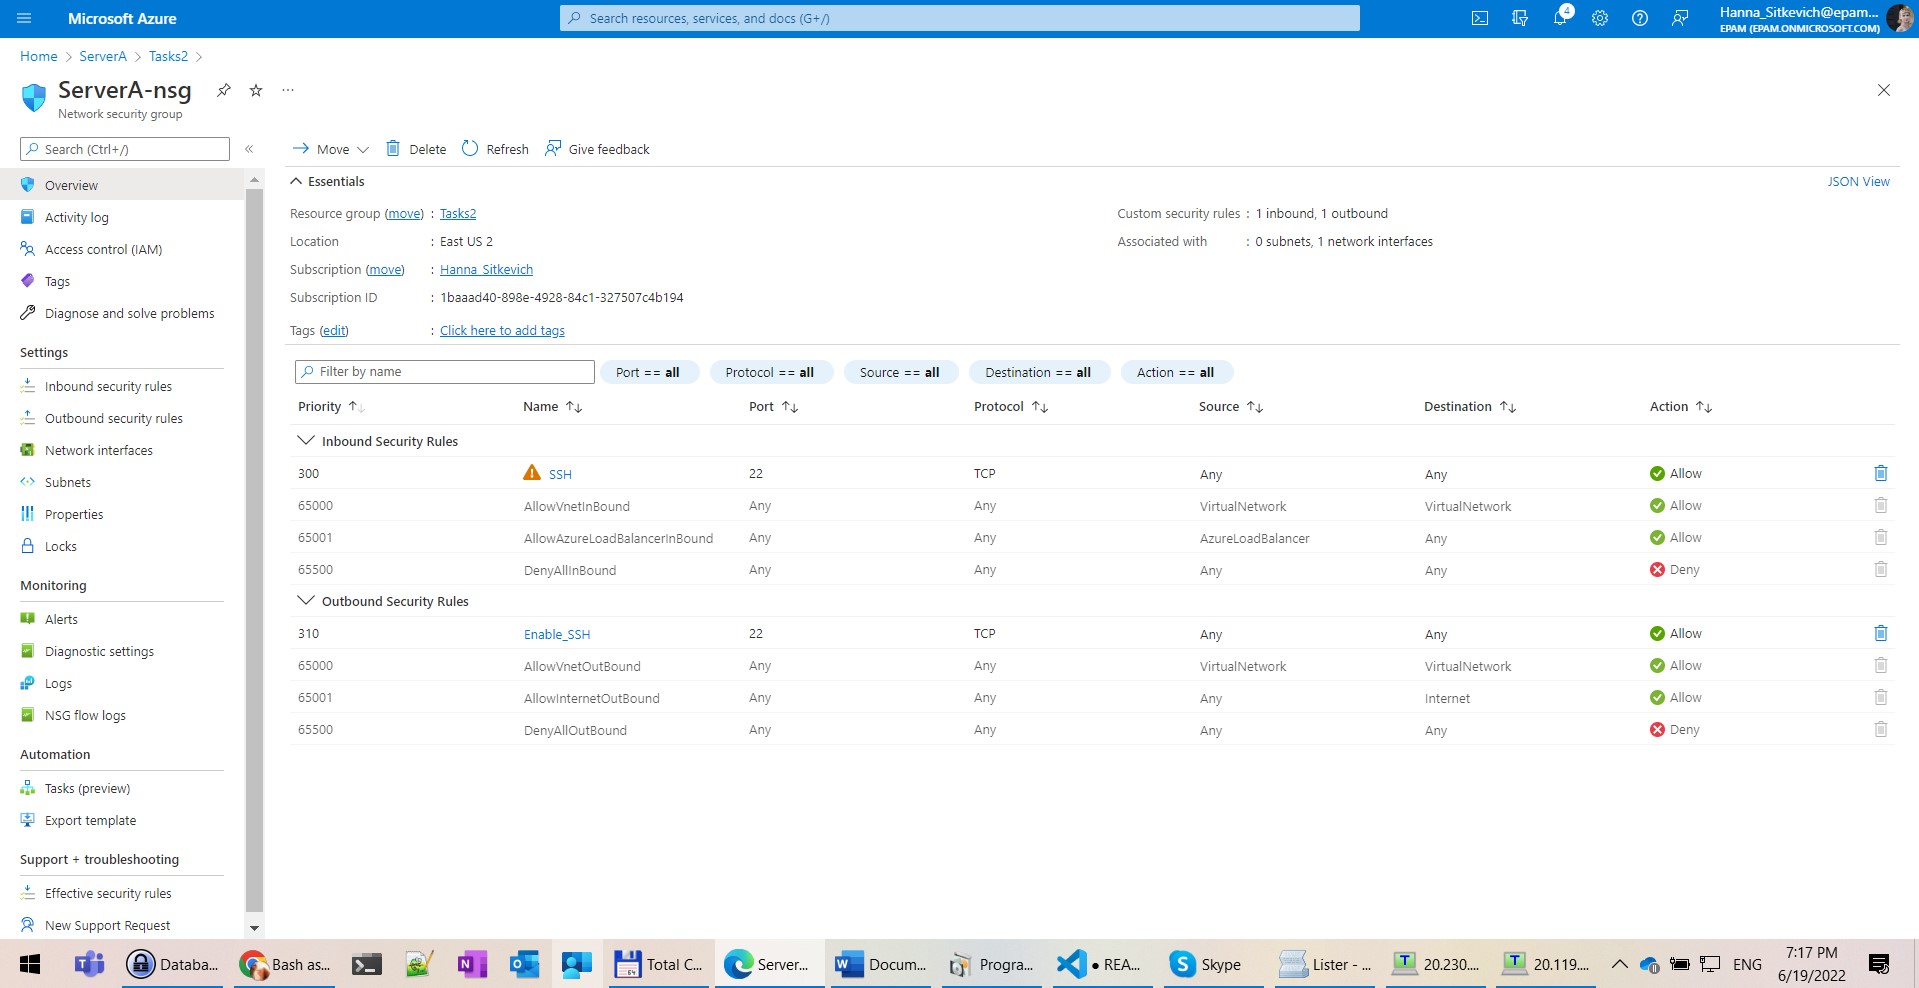 Microsoft Azure
Search resources, services, and docs (G+/)
4
Hanna_Sitkevich@epam...
EPAM (EPAM.ONMICROSOFT.COM)
Home > ServerA > Tasks2 >
ServerA-nsg
Network security group
Search (Ctrl+/)
Overview
Activity log
Access control (IAM)
Tags
Diagnose and solve problems
Settings
Inbound security rules
Outbound security rules
Network interfaces
Subnets
Properties
Locks
Monitoring
Alerts
Diagnostic settings
Logs
NSG flow logs
Automation
Tasks (preview)
Export template
Support + troubleshooting
Effective security rules
New Support Request
Move Delete Refresh Give feedback
Essentials JSON View
Resource group (move) : Tasks2
Location : East US 2
Subscription (move) : Hanna_Sitkevich
Subscription ID : 1baaad40-898e-4928-84c1-327507c4b194
Tags (edit) : Click here to add tags
Custom security rules : 1 inbound, 1 outbound
Associated with : 0 subnets, 1 network interfaces
Filter by name Port == all Protocol == all Source == all Destination == all Action == all
Priority Name Port Protocol Source Destination Action
Inbound Security Rules
300 SSH 22 TCP Any Any Allow
65000 AllowVnetInBound Any Any VirtualNetwork VirtualNetwork Allow
65001 AllowAzureLoadBalancerInBound Any Any AzureLoadBalancer Any Allow
65500 DenyAllInBound Any Any Any Any Deny
Outbound Security Rules
310 Enable_SSH 22 TCP Any Any Allow
65000 AllowVnetOutBound Any Any VirtualNetwork VirtualNetwork Allow
65001 AllowInternetOutBound Any Any Any Internet Allow
65500 DenyAllOutBound Any Any Any Any Deny
Databa... Bash as... Total C... Server... Docum... Progra... ● REA... Skype Lister - ... 20.230.... 20.119.... ENG
7:17 PM
6/19/2022